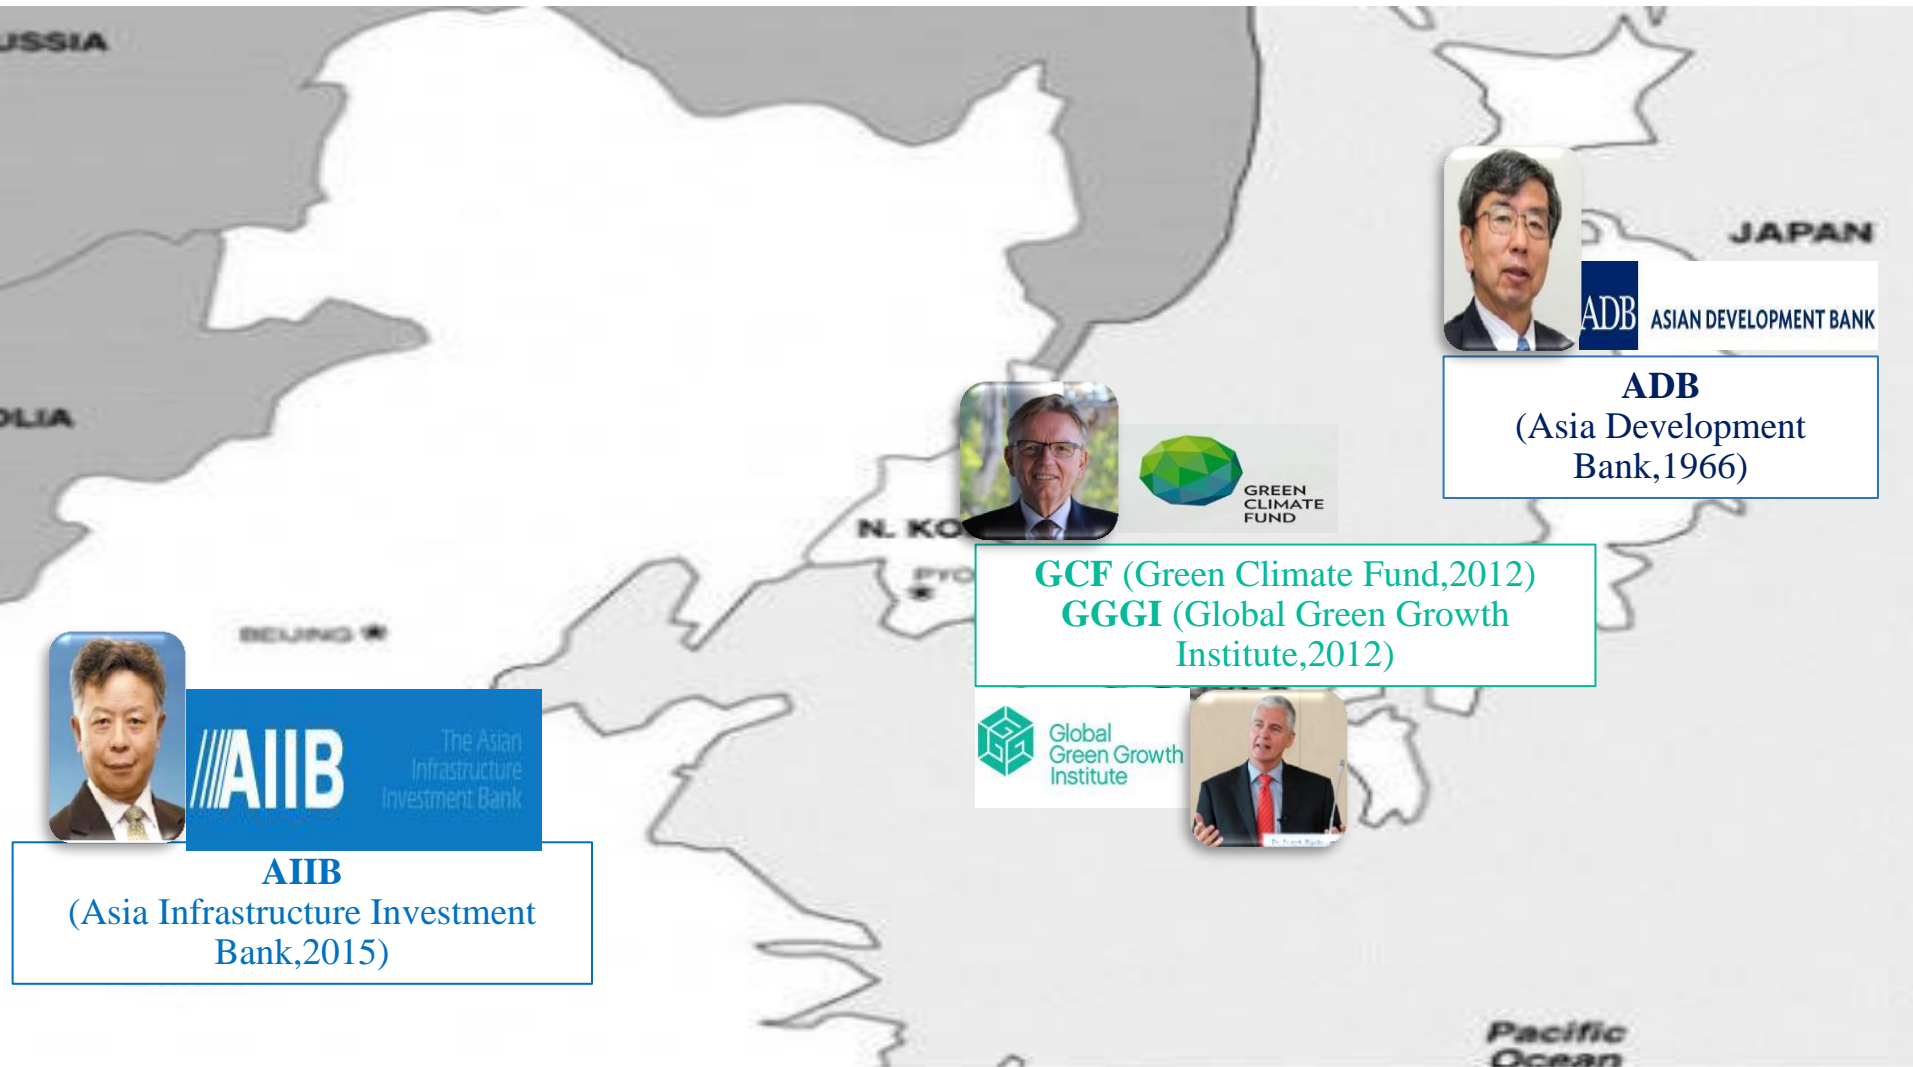 USSIA
JAPAN
ADB
ASIAN DEVELOPMENT BANK
ADB
(Asia Development
Bank,1966)
OLIA
GREEN
CLIMATE
FUND
N. KO
PYO
GCF (Green Climate Fund,2012)
GGGI (Global Green Growth
Institute,2012)
BEIJING
Global
Green Growth
Institute
AIIB
The Asian
Infrastructure
Investment Bank
AIIB
(Asia Infrastructure Investment
Bank,2015)
Pacific
Ocean